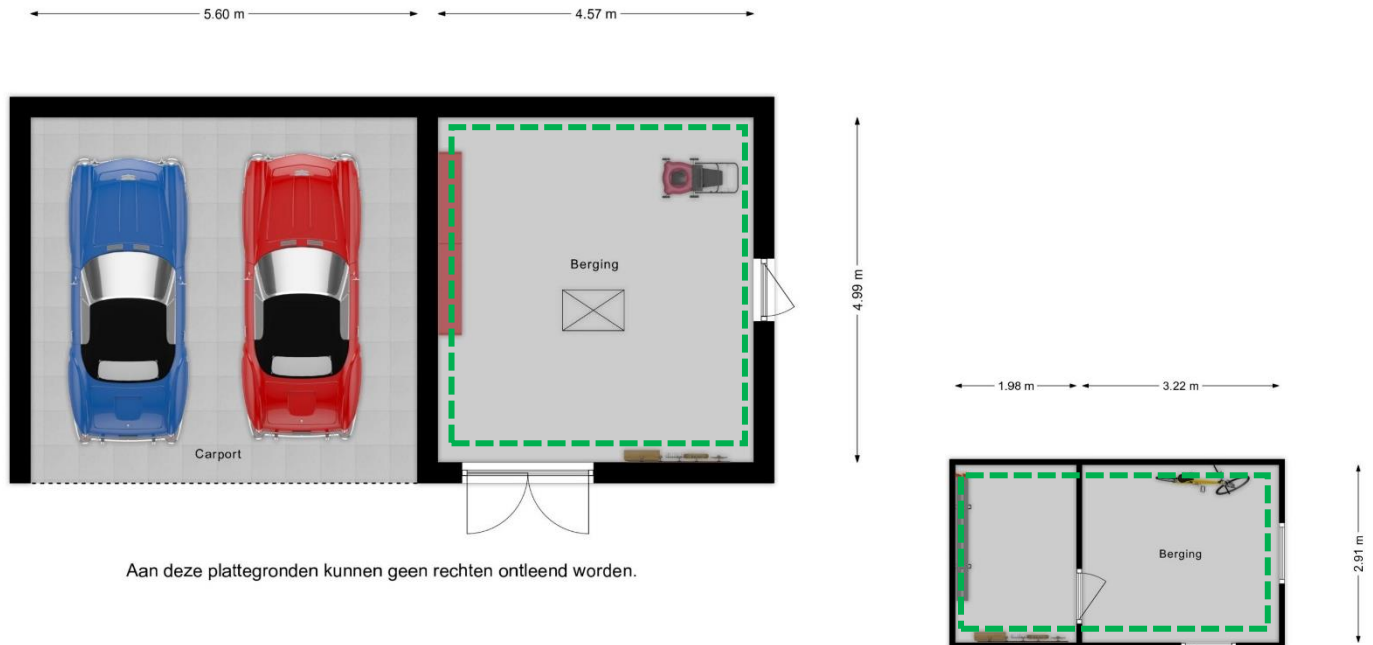 5.60 m
4.57 m
Berging
4.99 m
Carport
1.98 m
3.22 m
Aan deze plattegronden kunnen geen rechten ontleend worden.
Berging
2.91 m